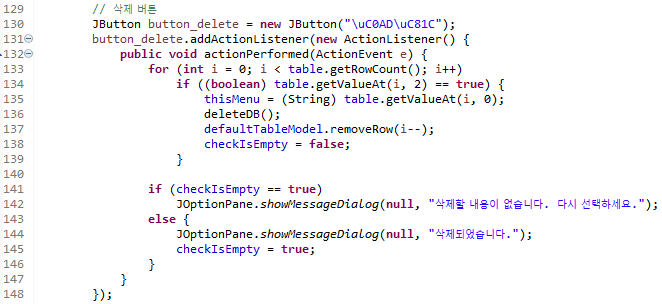 129 // 삭제 버튼
130 JButton button_delete = new JButton("\uC0AD\uC81C");
131 button_delete.addActionListener(new ActionListener() {
132 public void actionPerformed(ActionEvent e) {
133 for (int i = 0; i < table.getRowCount(); i++)
134 if ((boolean) table.getValueAt(i, 2) == true) {
135 thisMenu = (String) table.getValueAt(i, 0);
136 deleteDB();
137 defaultTableModel.removeRow(i--);
138 checkIsEmpty = false;
139 }
140
141 if (checkIsEmpty == true)
142 JOptionPane.showMessageDialog(null, "삭제할 내용이 없습니다. 다시 선택하세요.");
143 else {
144 JOptionPane.showMessageDialog(null, "삭제되었습니다.");
145 checkIsEmpty = true;
146 }
147 }
148 });